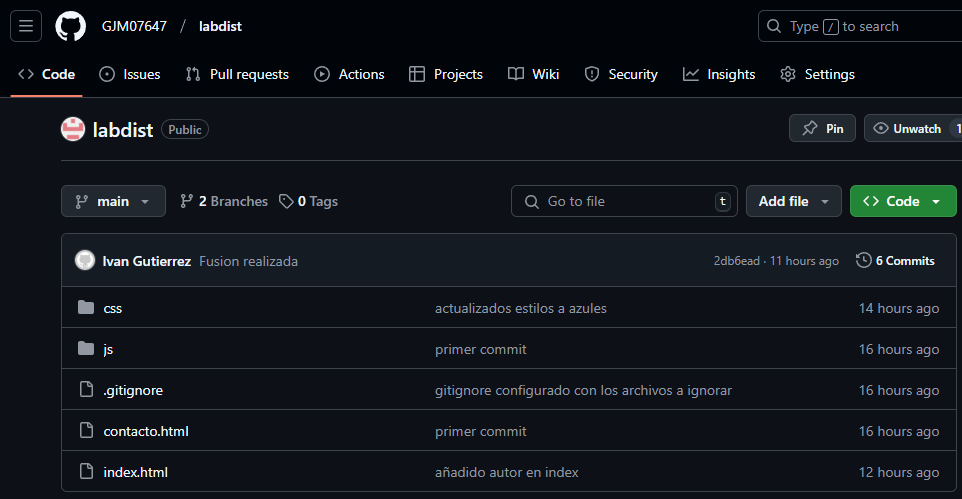 GJM07647 / labdist
Type / to search
Code Issues Pull requests Actions Projects Wiki Security Insights Settings
labdist Public
Pin Unwatch 1
main 2 Branches 0 Tags Go to file t Add file Code
Ivan Gutierrez Fusion realizada 2db6ead · 11 hours ago 6 Commits
css actualizados estilos a azules 14 hours ago
js primer commit 16 hours ago
.gitignore gitignore configurado con los archivos a ignorar 16 hours ago
contacto.html primer commit 16 hours ago
index.html añadido autor en index 12 hours ago